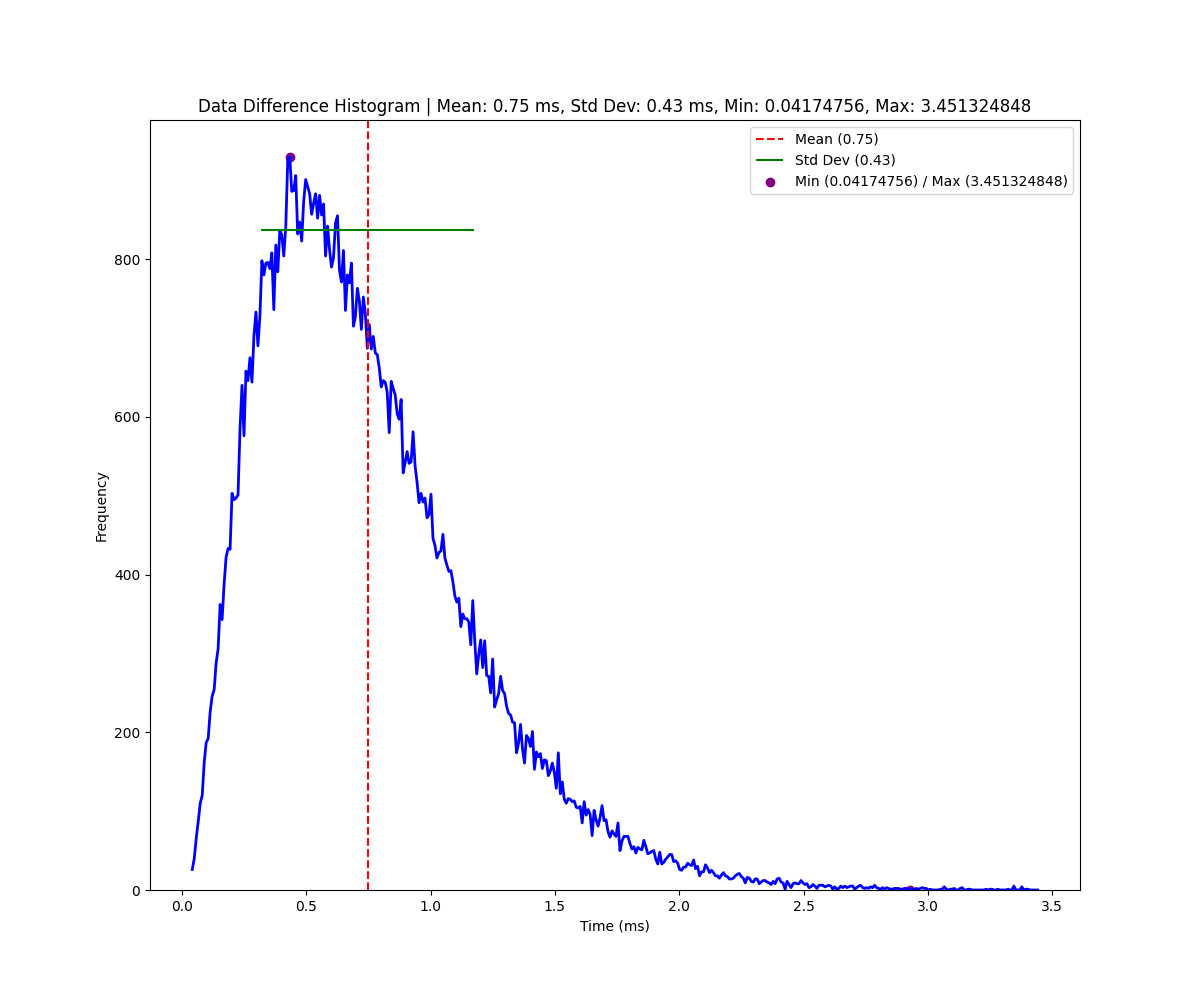 Data Difference Histogram | Mean: 0.75 ms, Std Dev: 0.43 ms, Min: 0.04174756, Max: 3.451324848
Mean (0.75)
Std Dev (0.43)
Min (0.04174756) / Max (3.451324848)
Frequency
800
600
400
200
0
0.0 0.5 1.0 1.5 2.0 2.5 3.0 3.5
Time (ms)